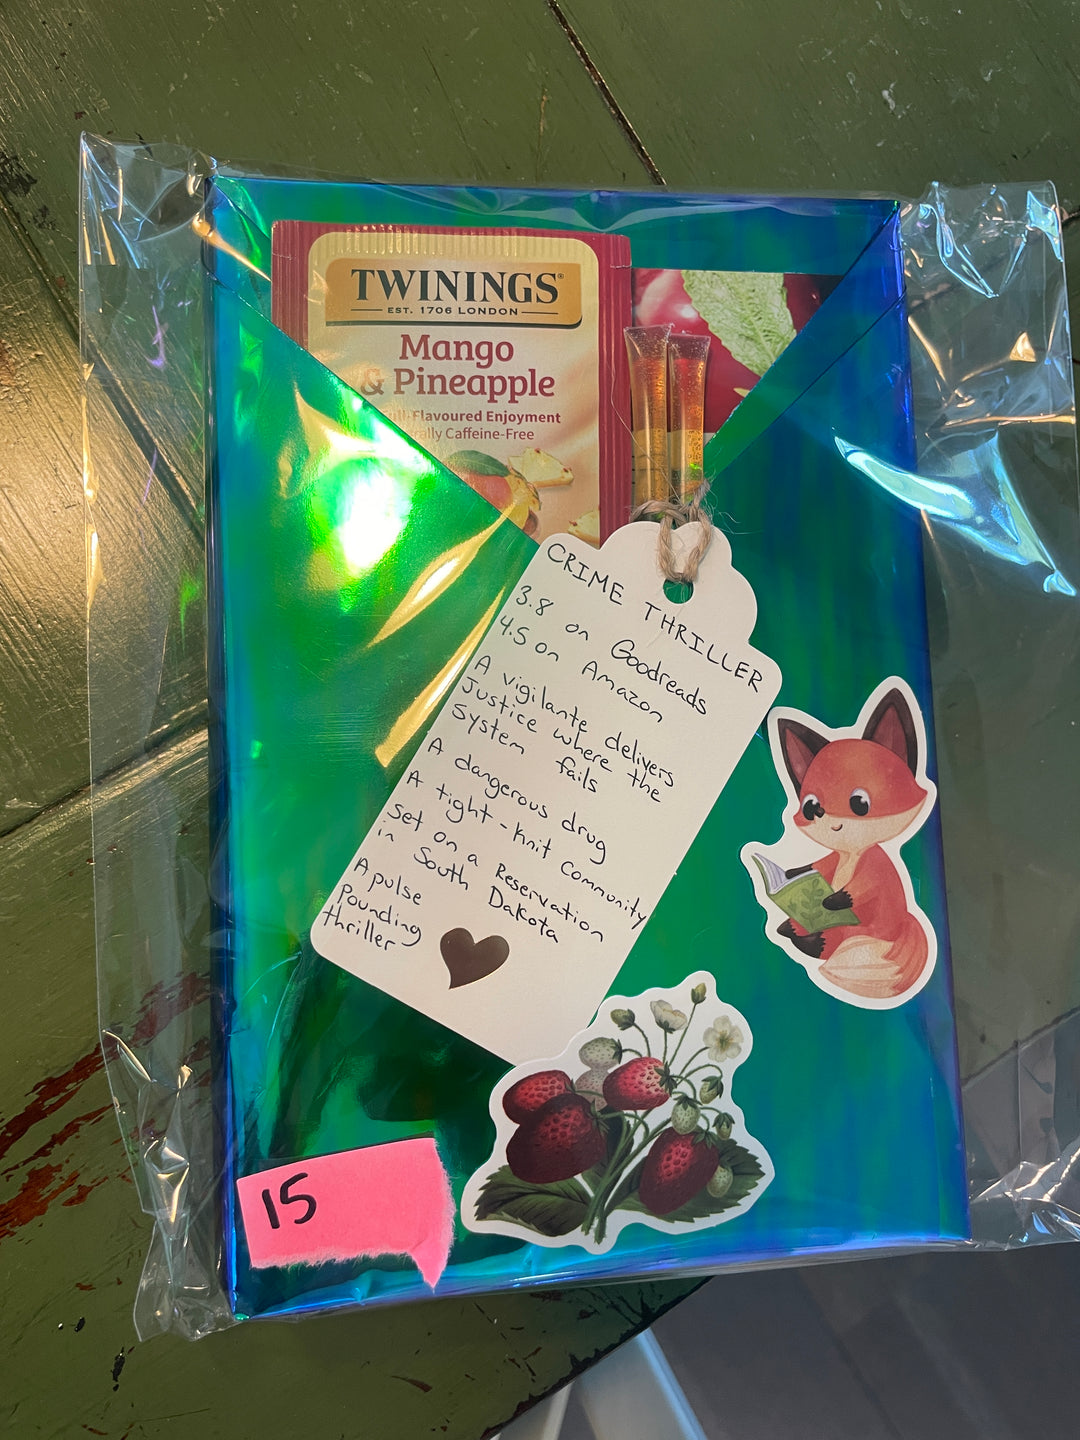 TWININGS®
EST. 1706 LONDON
Mango
& Pineapple
-Flavoured Enjoyment
Caffeine-Free
CRIME THRILLER
3.8 on Goodreads
4.5 on Amazon
A vigilante delivers
Justice where the
system fails
A dangerous drug
A tight-knit community
set on a Reservation
in South Dakota
A pulse
Pounding
thriller
15